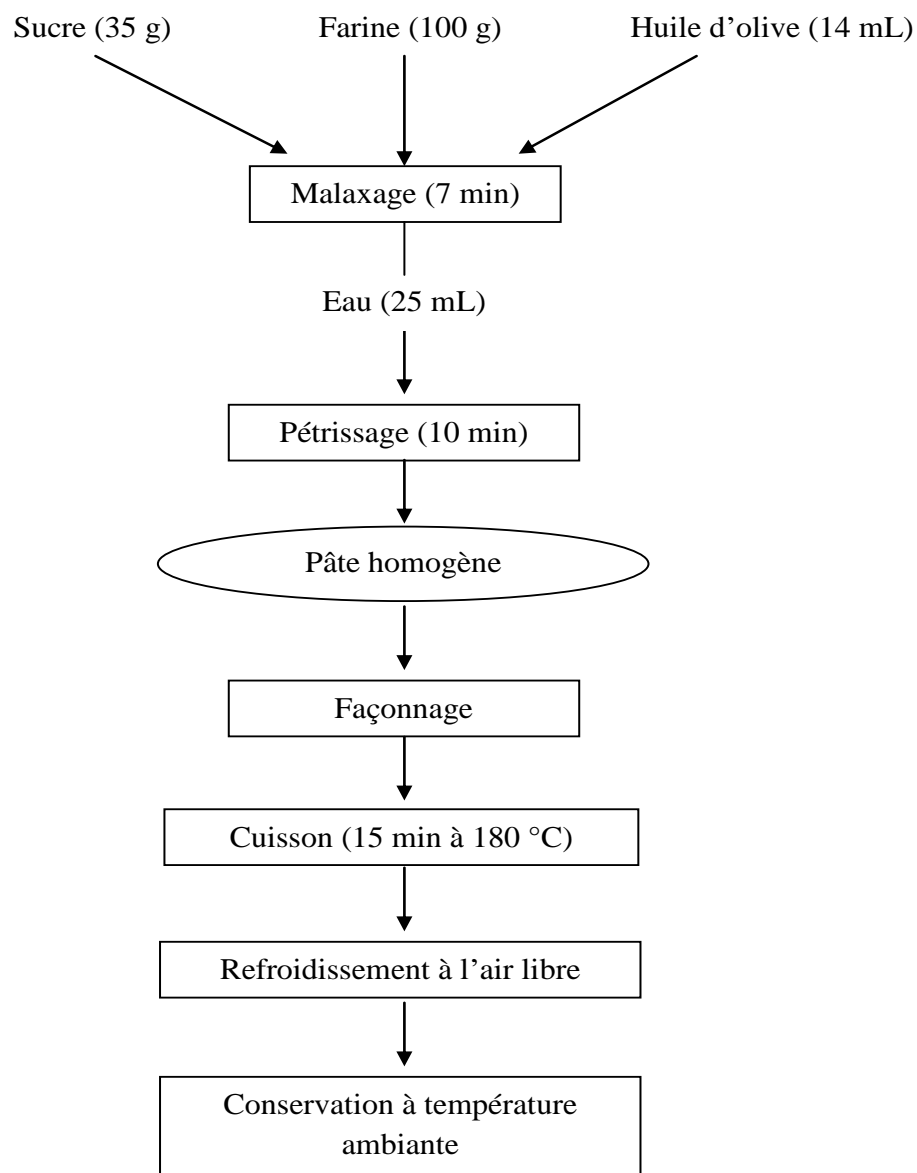 Sucre (35 g)
Farine (100 g)
Huile d’olive (14 mL)
Malaxage (7 min)
Eau (25 mL)
Pétrissage (10 min)
Pâte homogène
Façonnage
Cuisson (15 min à 180 °C)
Refroidissement à l’air libre
Conservation à température
ambiante